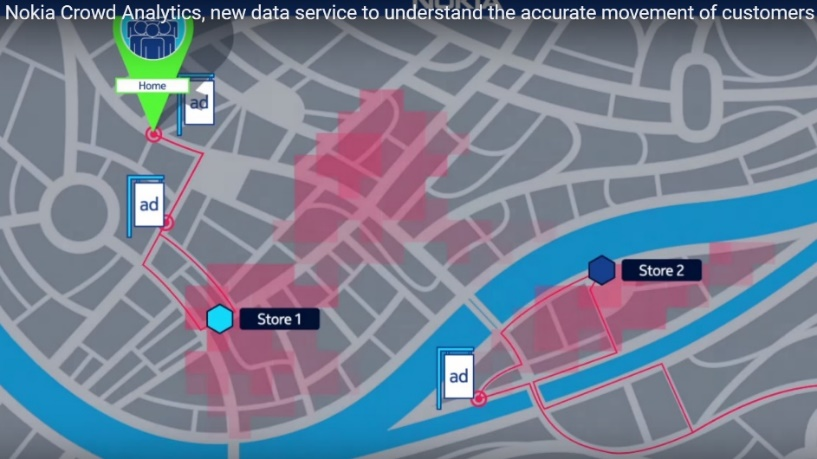 Nokia Crowd Analytics, new data service to understand the accurate movement of customers
NOKIA
Home
ad
ad
Store 1
Store 2
ad